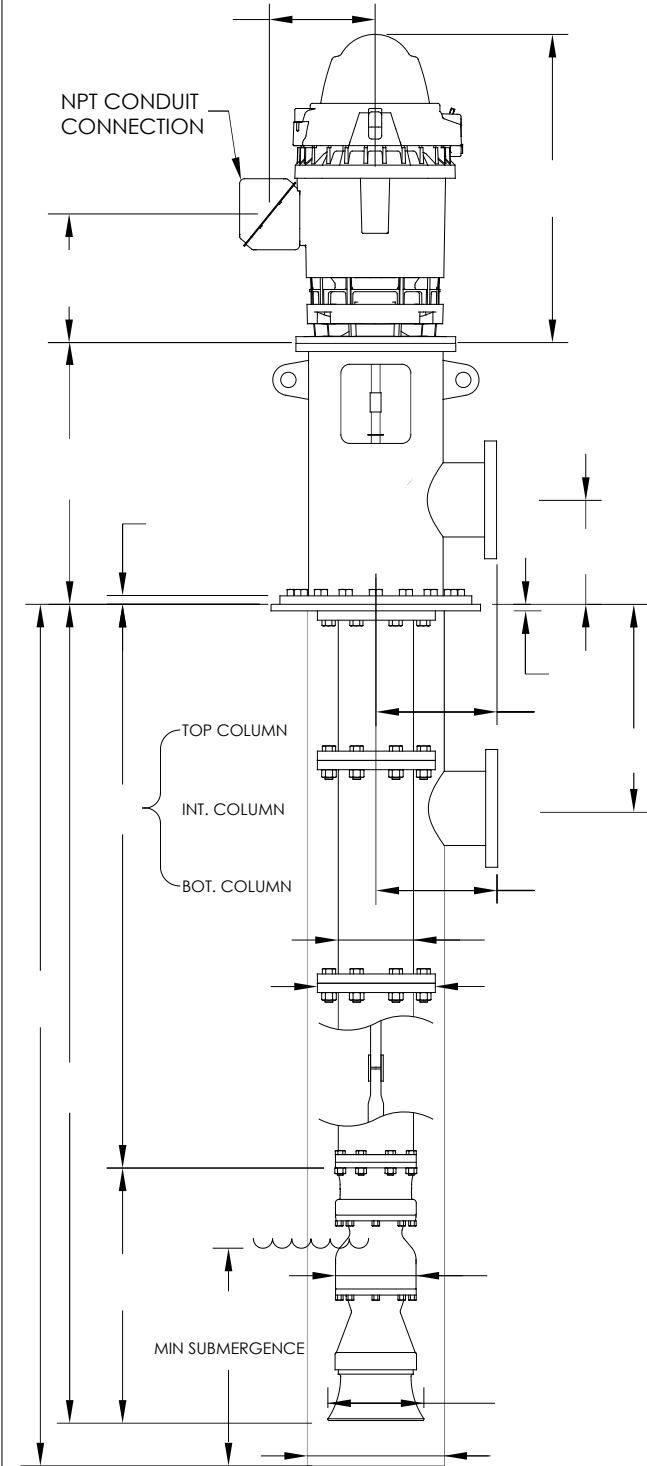 NPT CONDUIT
CONNECTION
TOP COLUMN
INT. COLUMN
BOT. COLUMN
MIN SUBMERGENCE